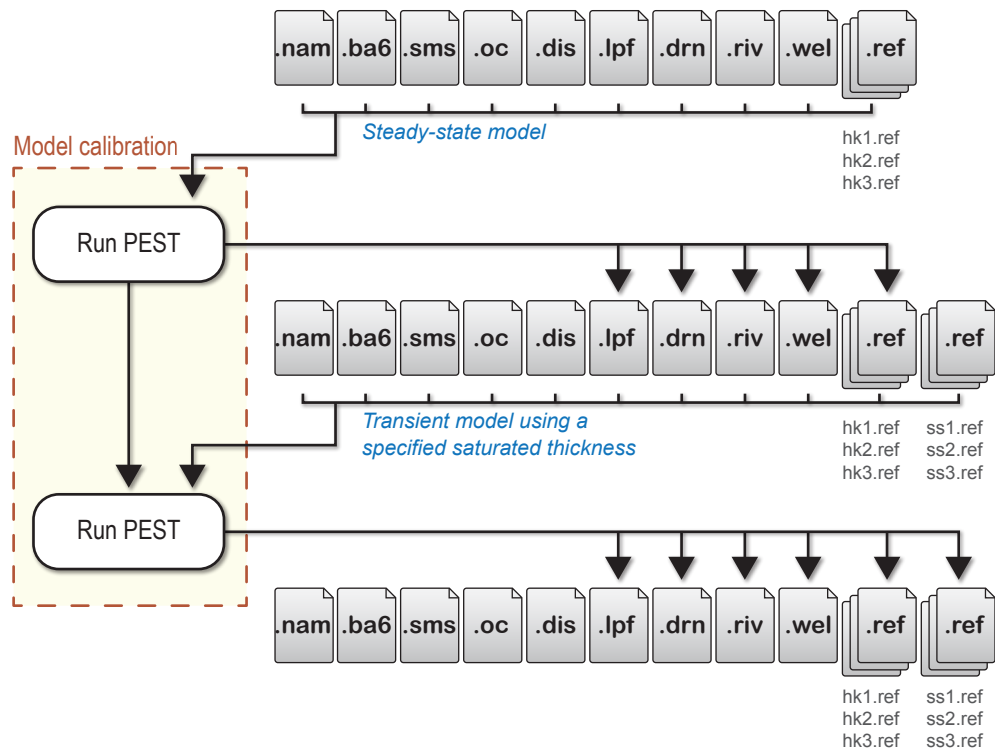 .nam .ba6 .sms .oc .dis .lpf .drn .riv .wel .ref
Steady-state model
hk1.ref
hk2.ref
hk3.ref
Model calibration
Run PEST
.nam .ba6 .sms .oc .dis .lpf .drn .riv .wel .ref .ref
Transient model using a
specified saturated thickness
hk1.ref ss1.ref
hk2.ref ss2.ref
hk3.ref ss3.ref
Run PEST
.nam .ba6 .sms .oc .dis .lpf .drn .riv .wel .ref .ref
hk1.ref ss1.ref
hk2.ref ss2.ref
hk3.ref ss3.ref